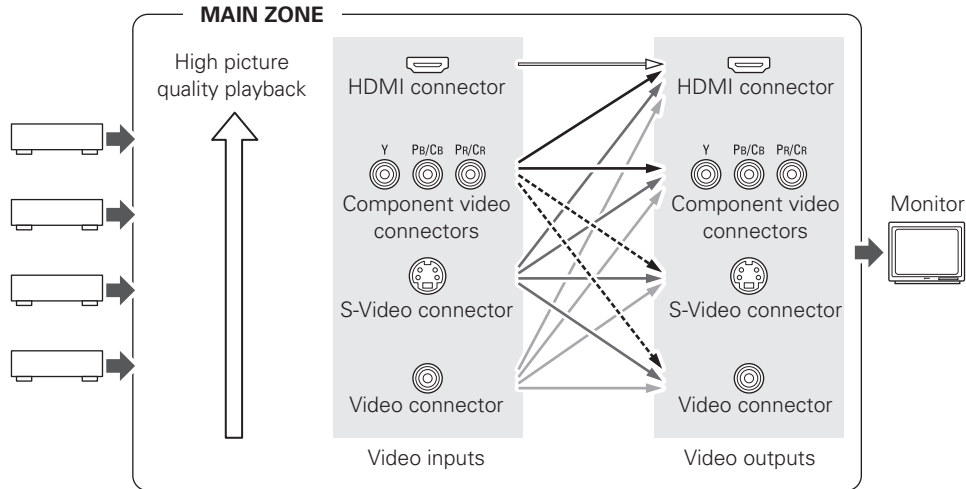 MAIN ZONE
High picture
quality playback
HDMI connector
Y PB/CB PR/CR
Component video
connectors
S-Video connector
Video connector
Video inputs
HDMI connector
Y PB/CB PR/CR
Component video
connectors
S-Video connector
Video connector
Video outputs
Monitor